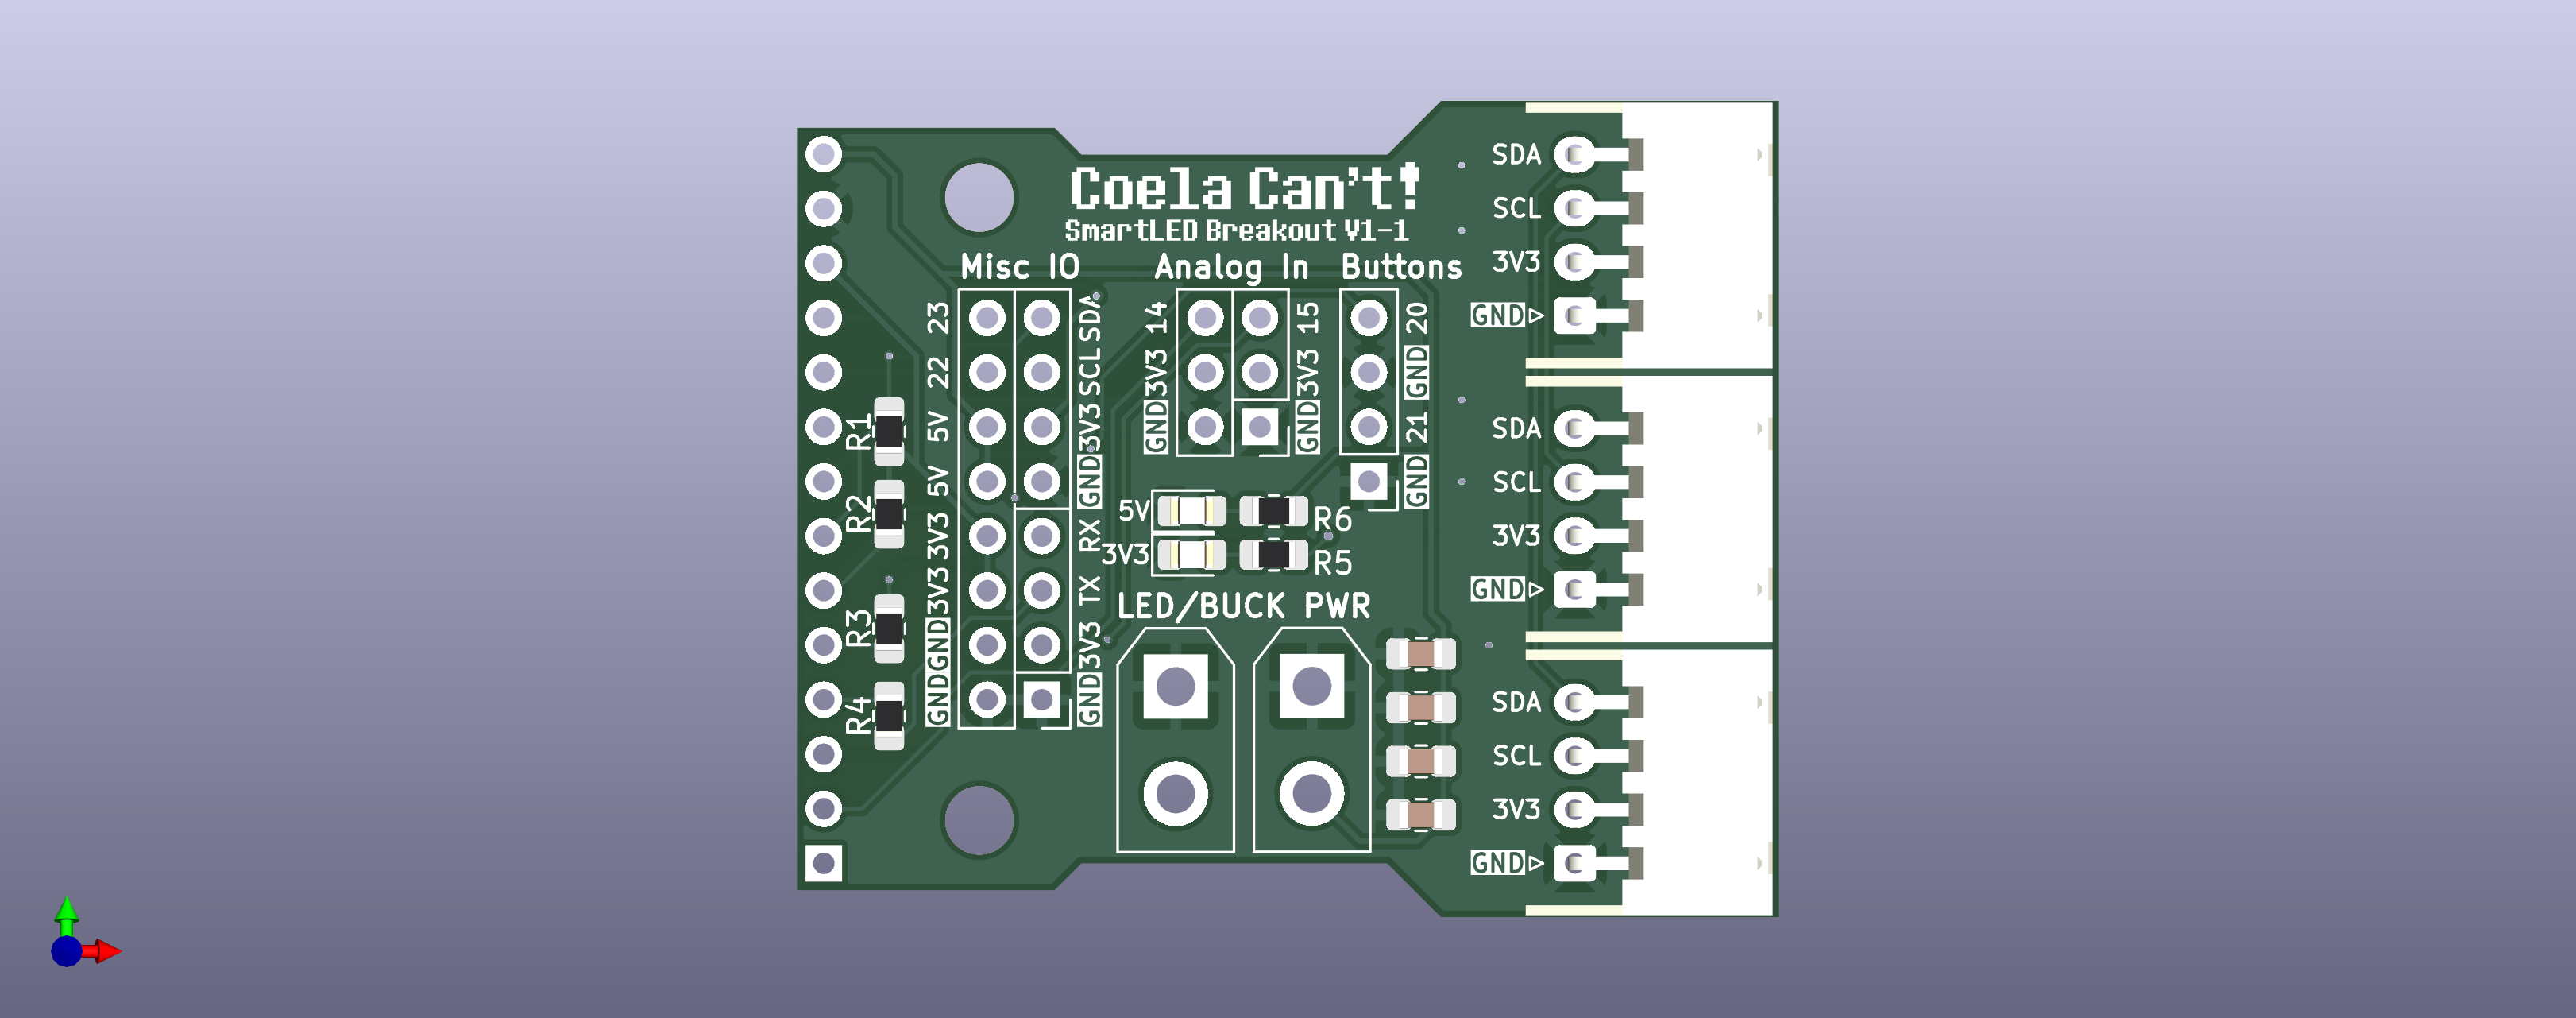 Coela Can't!
SmartLED Breakout V1-1
Misc IO
Analog In
Buttons
23
22
5V
5V
3V3
3V3
GND
GND
SDA
SCL
3V3
GND
RX
TX
3V3
GND
14
3V3
GND
15
3V3
GND
20
GND
21
GND
R1
R2
R3
R4
5V
R6
3V3
R5
LED/BUCK PWR
SDA
SCL
3V3
GND
SDA
SCL
3V3
GND
SDA
SCL
3V3
GND